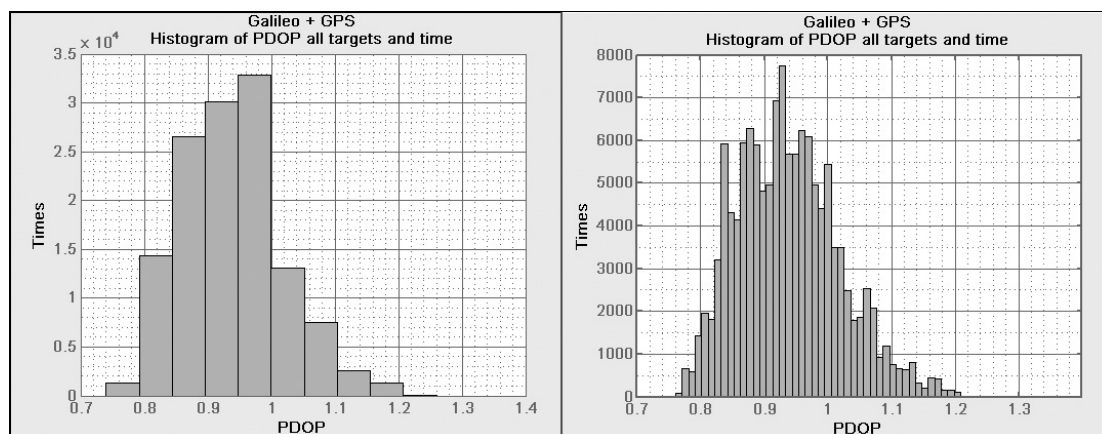 Galileo + GPS
Histogram of PDOP all targets and time
3.5 × 10⁴
3
2.5
2
1.5
1
0.5
0
Times
0.7 0.8 0.9 1 1.1 1.2 1.3 1.4
PDOP
Galileo + GPS
Histogram of PDOP all targets and time
8000
7000
6000
5000
4000
3000
2000
1000
0
Times
0.7 0.8 0.9 1 1.1 1.2 1.3
PDOP